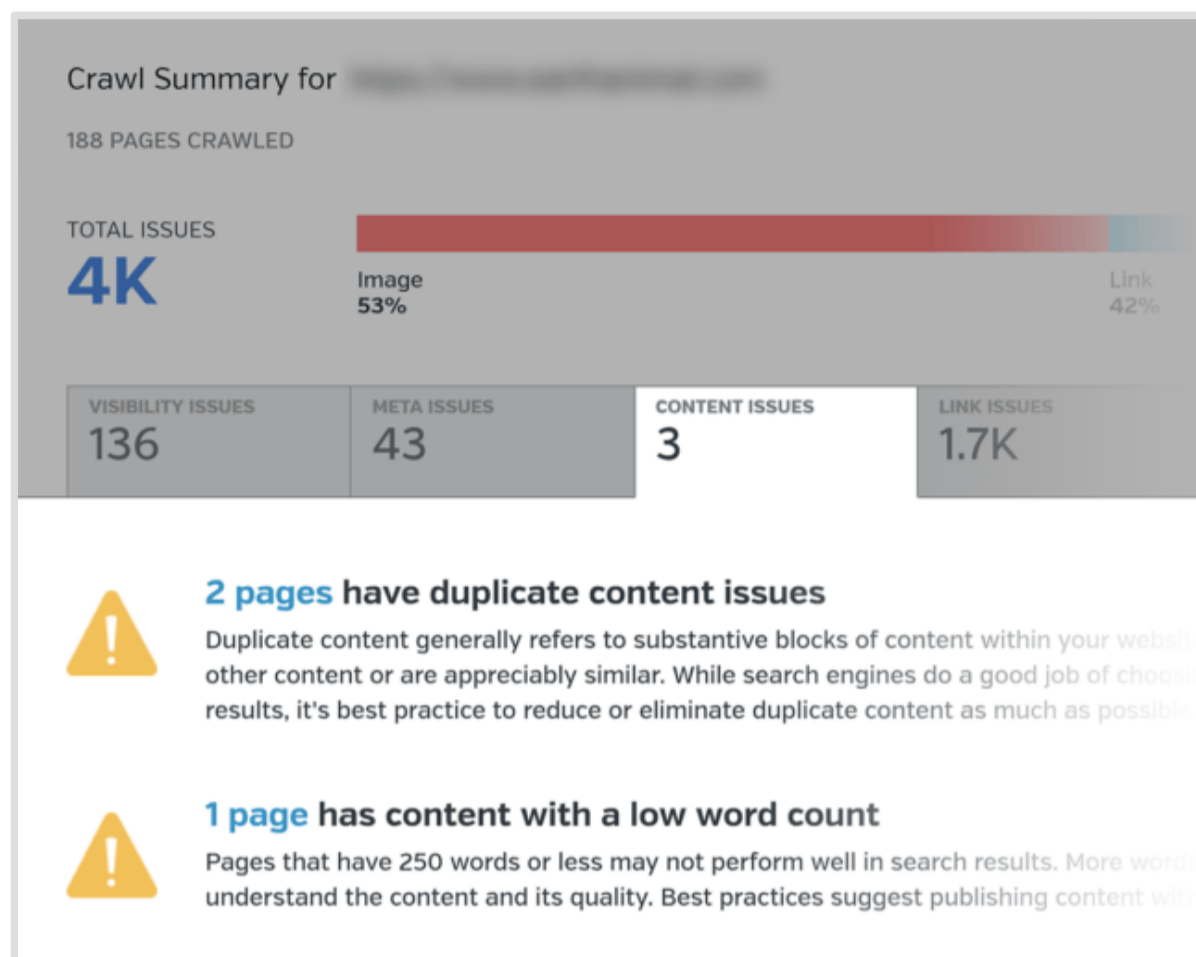 Crawl Summary for
188 PAGES CRAWLED
TOTAL ISSUES
4K
Image
53%
Link
42%
VISIBILITY ISSUES
136
META ISSUES
43
CONTENT ISSUES
3
LINK ISSUES
1.7K
2 pages have duplicate content issues
Duplicate content generally refers to substantive blocks of content within your
other content or are appreciably similar. While search engines do a good job of
results, it's best practice to reduce or eliminate duplicate content as much as possible.
1 page has content with a low word count
Pages that have 250 words or less may not perform well in search results. More words
understand the content and its quality. Best practices suggest publishing content with